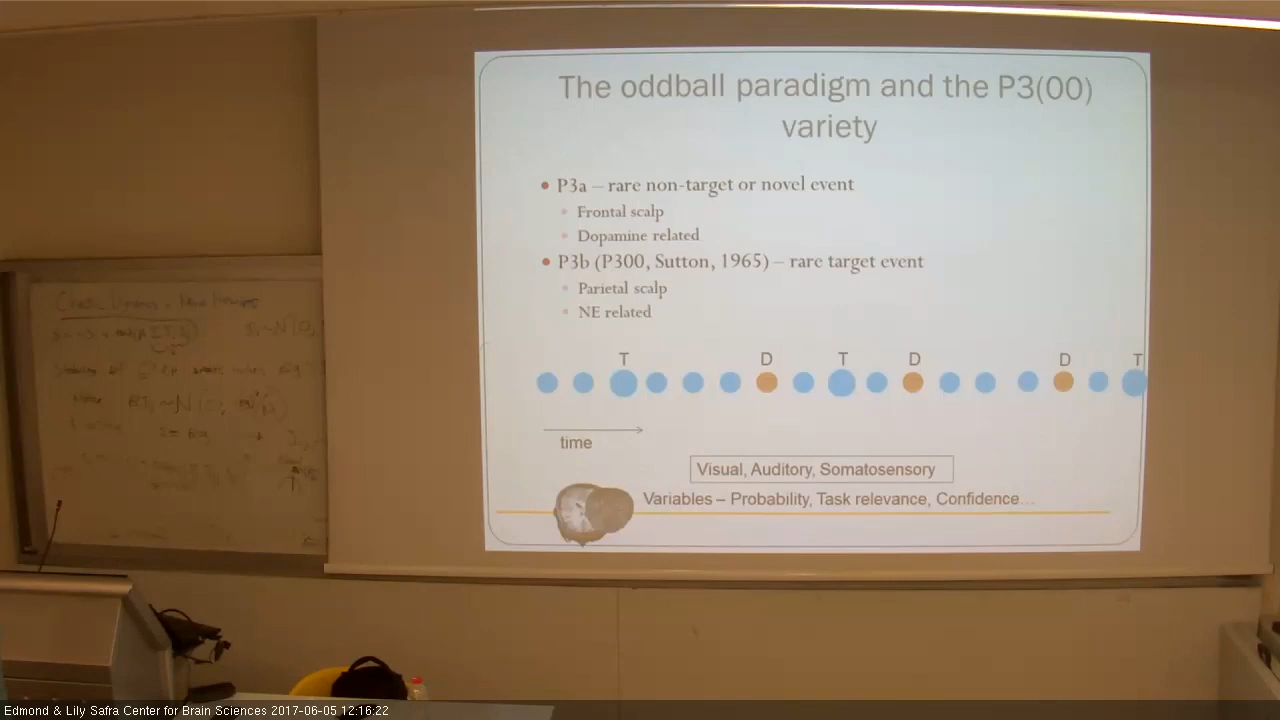 The oddball paradigm and the P3(00)
variety
• P3a – rare non-target or novel event
• Frontal scalp
• Dopamine related
• P3b (P300, Sutton, 1965) – rare target event
• Parietal scalp
• NE related
T D T D D T
time
Visual, Auditory, Somatosensory
Variables – Probability, Task relevance, Confidence...
Edmond & Lily Safra Center for Brain Sciences 2017-06-05 12:16:22